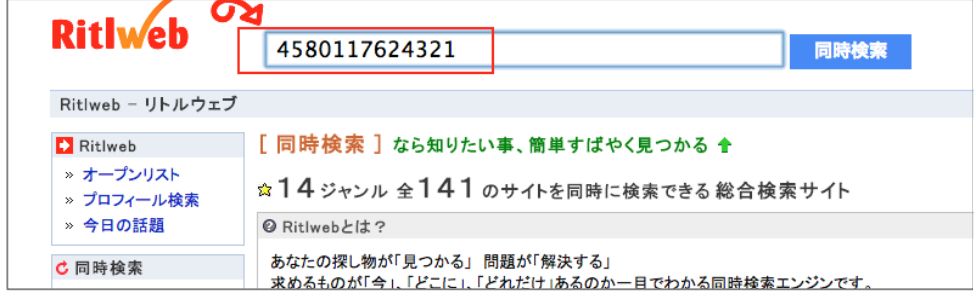 Ritlweb
4580117624321
同時検索
Ritlweb − リトルウェブ
Ritlweb
» オープンリスト
» プロフィール検索
» 今日の話題
同時検索
[ 同時検索 ] なら知りたい事、簡単すばやく見つかる
14ジャンル 全141のサイトを同時に検索できる 総合検索サイト
Ritlwebとは？
あなたの探し物が「見つかる」 問題が「解決する」
求めるものが「今」、「どこに」、「どれだけ」あるのか一目でわかる同時検索エンジンです。